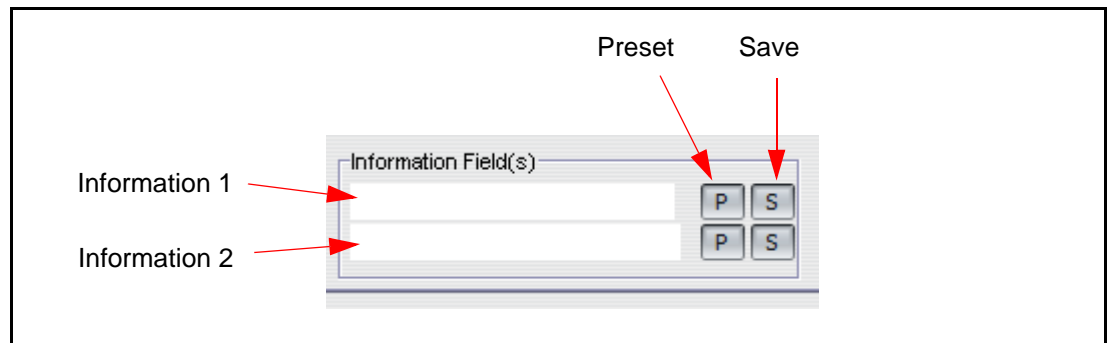 Preset Save
Information Field(s)
Information 1
P S
P S
Information 2